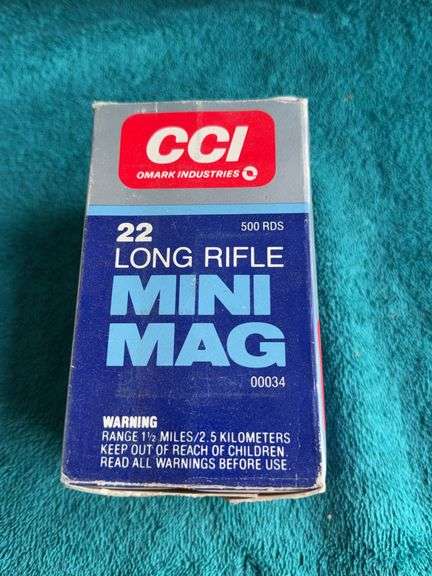 CCI
OMARK INDUSTRIES
22 500 RDS
LONG RIFLE
MINI
MAG
00034
WARNING
RANGE 1½ MILES/2.5 KILOMETERS
KEEP OUT OF REACH OF CHILDREN.
READ ALL WARNINGS BEFORE USE.